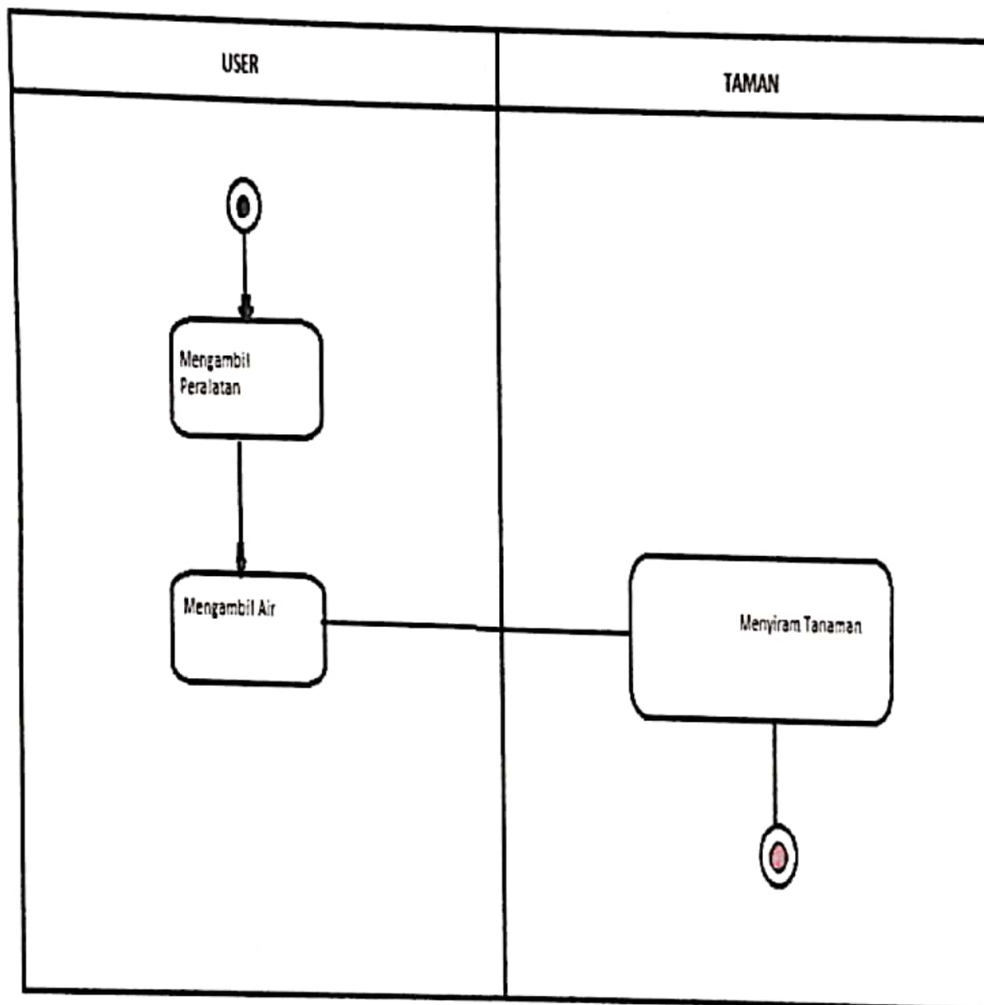 USER
TAMAN
Mengambil
Peralatan
Mengambil Air
Menyiram Tanaman